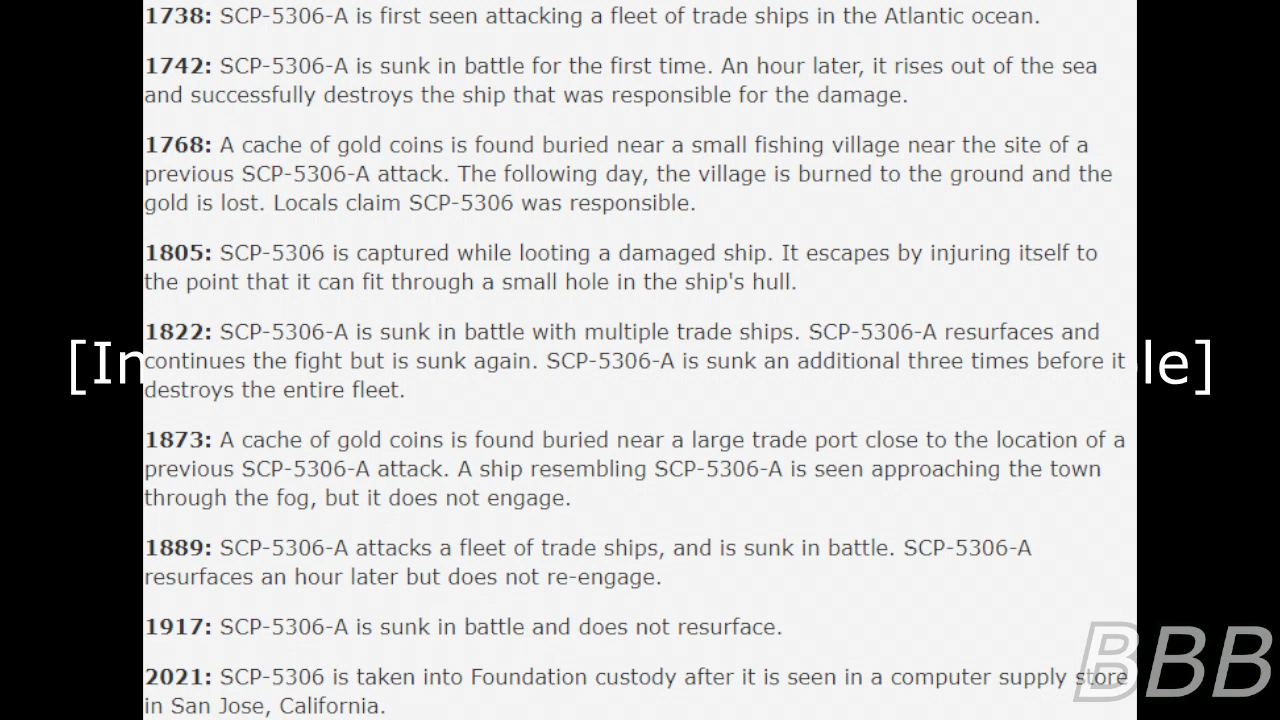 1738: SCP-5306-A is first seen attacking a fleet of trade ships in the Atlantic ocean.
1742: SCP-5306-A is sunk in battle for the first time. An hour later, it rises out of the sea
and successfully destroys the ship that was responsible for the damage.
1768: A cache of gold coins is found buried near a small fishing village near the site of a
previous SCP-5306-A attack. The following day, the village is burned to the ground and the
gold is lost. Locals claim SCP-5306 was responsible.
1805: SCP-5306 is captured while looting a damaged ship. It escapes by injuring itself to
the point that it can fit through a small hole in the ship's hull.
1822: SCP-5306-A is sunk in battle with multiple trade ships. SCP-5306-A resurfaces and
continues the fight but is sunk again. SCP-5306-A is sunk an additional three times before it
destroys the entire fleet.
1873: A cache of gold coins is found buried near a large trade port close to the location of a
previous SCP-5306-A attack. A ship resembling SCP-5306-A is seen approaching the town
through the fog, but it does not engage.
1889: SCP-5306-A attacks a fleet of trade ships, and is sunk in battle. SCP-5306-A
resurfaces an hour later but does not re-engage.
1917: SCP-5306-A is sunk in battle and does not resurface.
2021: SCP-5306 is taken into Foundation custody after it is seen in a computer supply store
in San Jose, California.
BBB